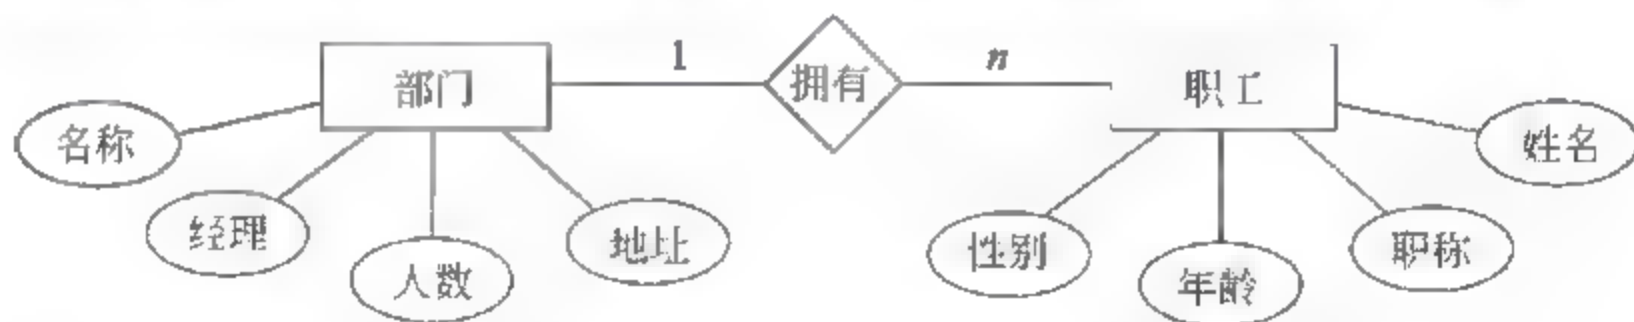 部门 1 拥有 n 职工
名称 经理 人数 地址 性别 年龄 职称 姓名